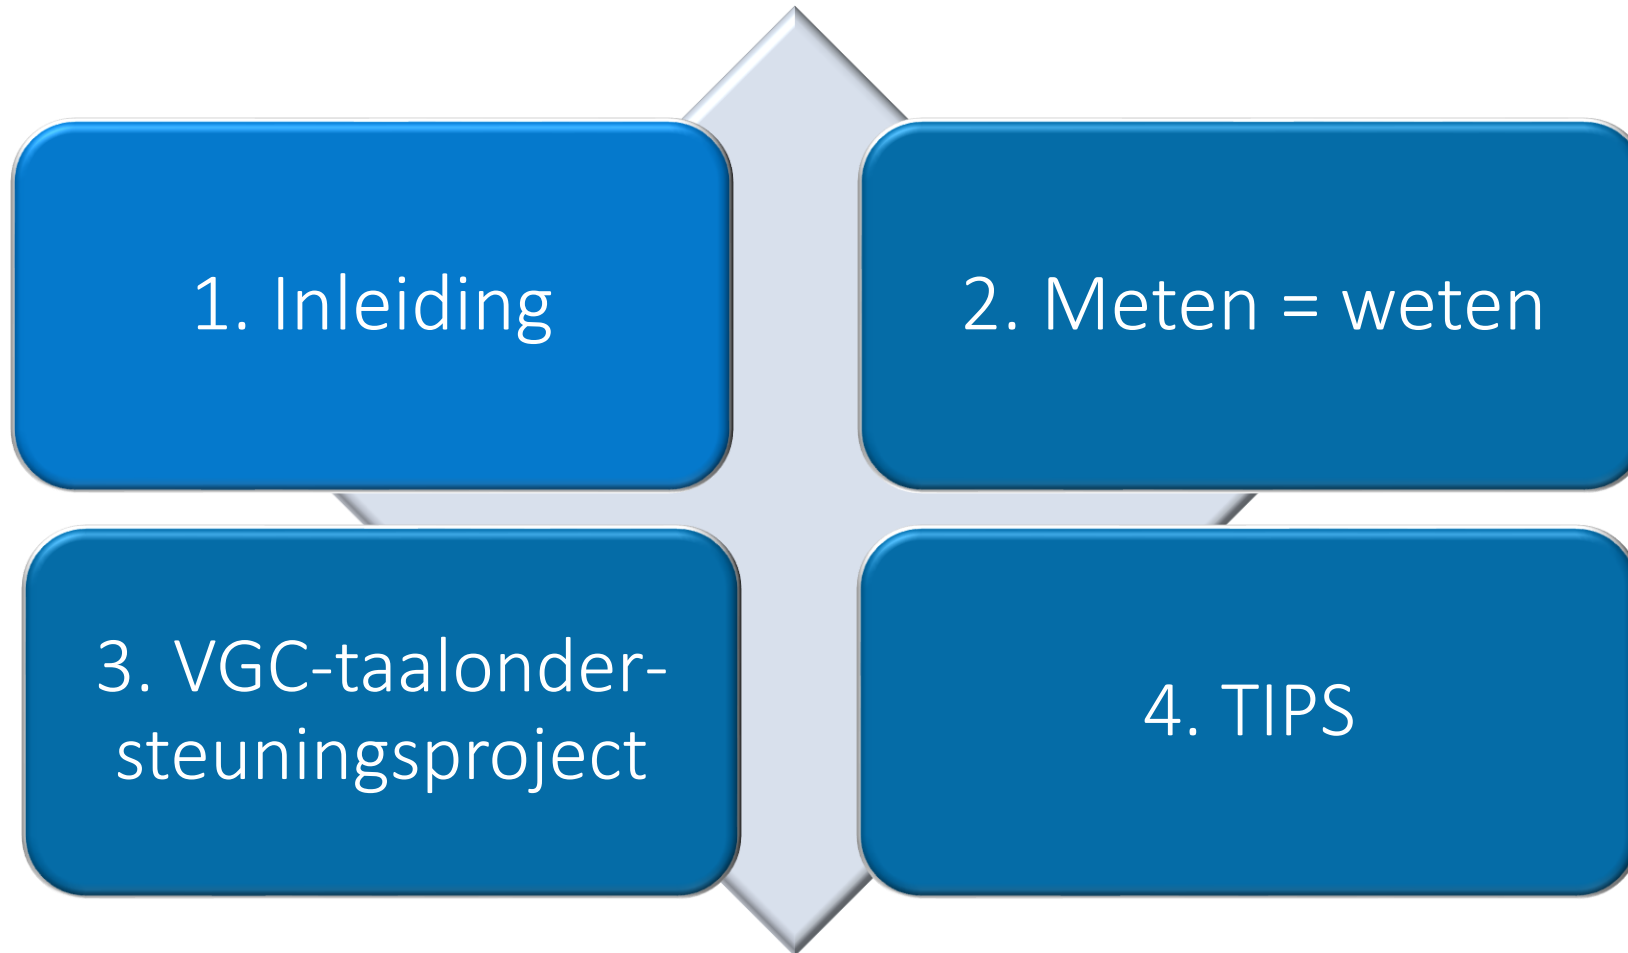 1. Inleiding
2. Meten = weten
3. VGC-taalonder-
steuningsproject
4. TIPS